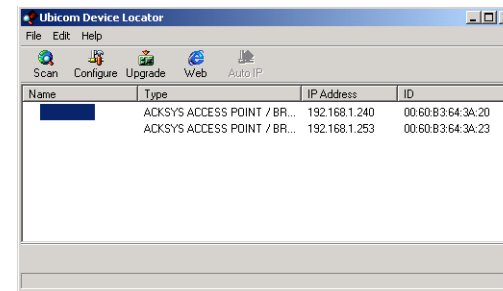 Ubicom Device Locator
File Edit Help
Scan Configure Upgrade Web Auto IP
Name Type IP Address ID
ACKSYS ACCESS POINT / BR... 192.168.1.240 00:60:B3:64:3A:20
ACKSYS ACCESS POINT / BR... 192.168.1.253 00:60:B3:64:3A:23